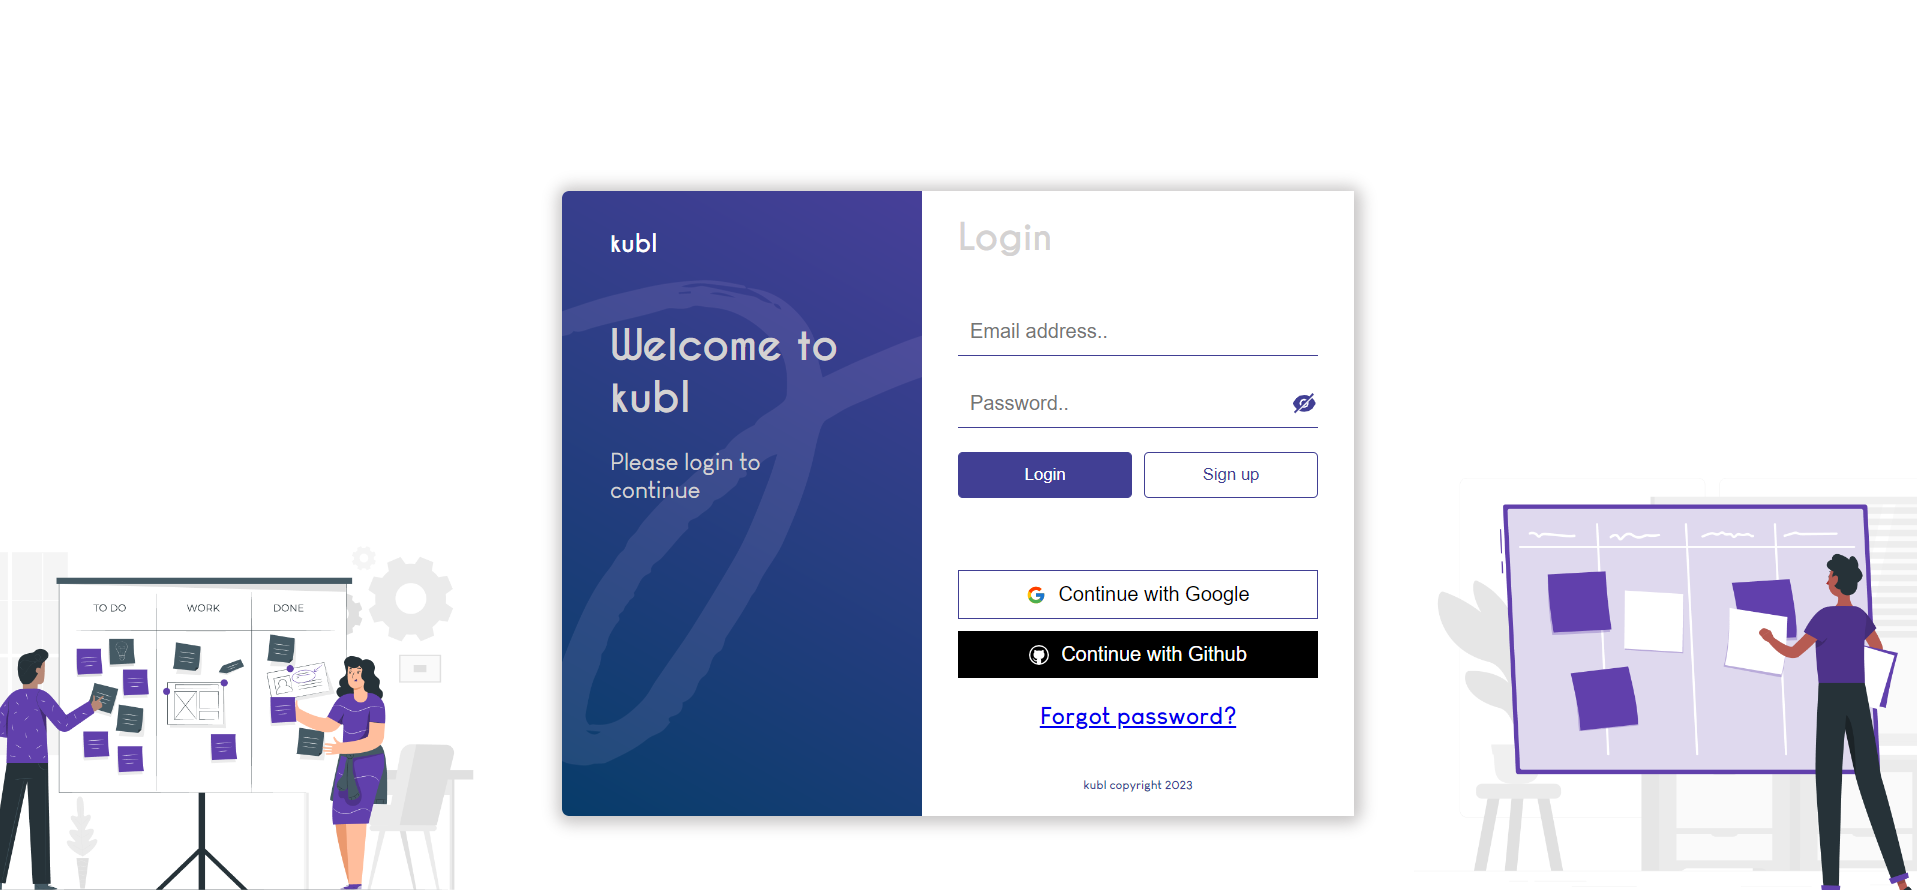 kubl
Welcome to
kubl
Please login to
continue
Login
Email address..
Password..
Login
Sign up
Continue with Google
Continue with Github
Forgot password?
kubl copyright 2023
TO DO
WORK
DONE